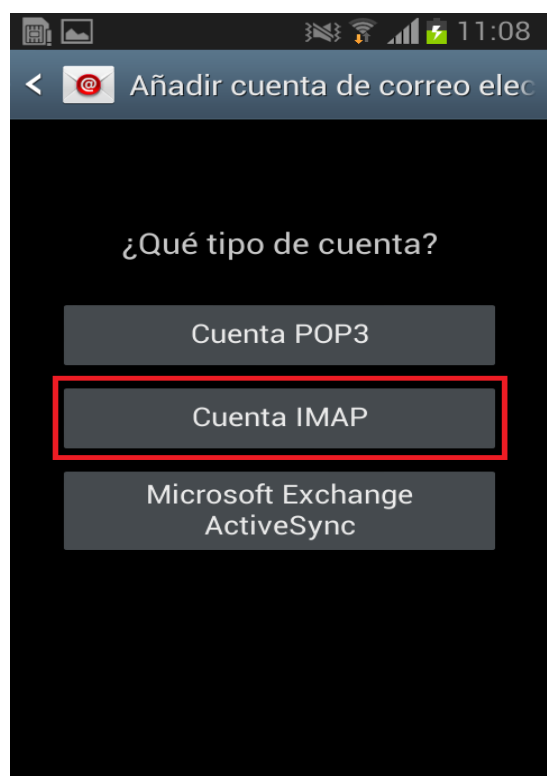 11:08
Añadir cuenta de correo elec
¿Qué tipo de cuenta?
Cuenta POP3
Cuenta IMAP
Microsoft Exchange
ActiveSync